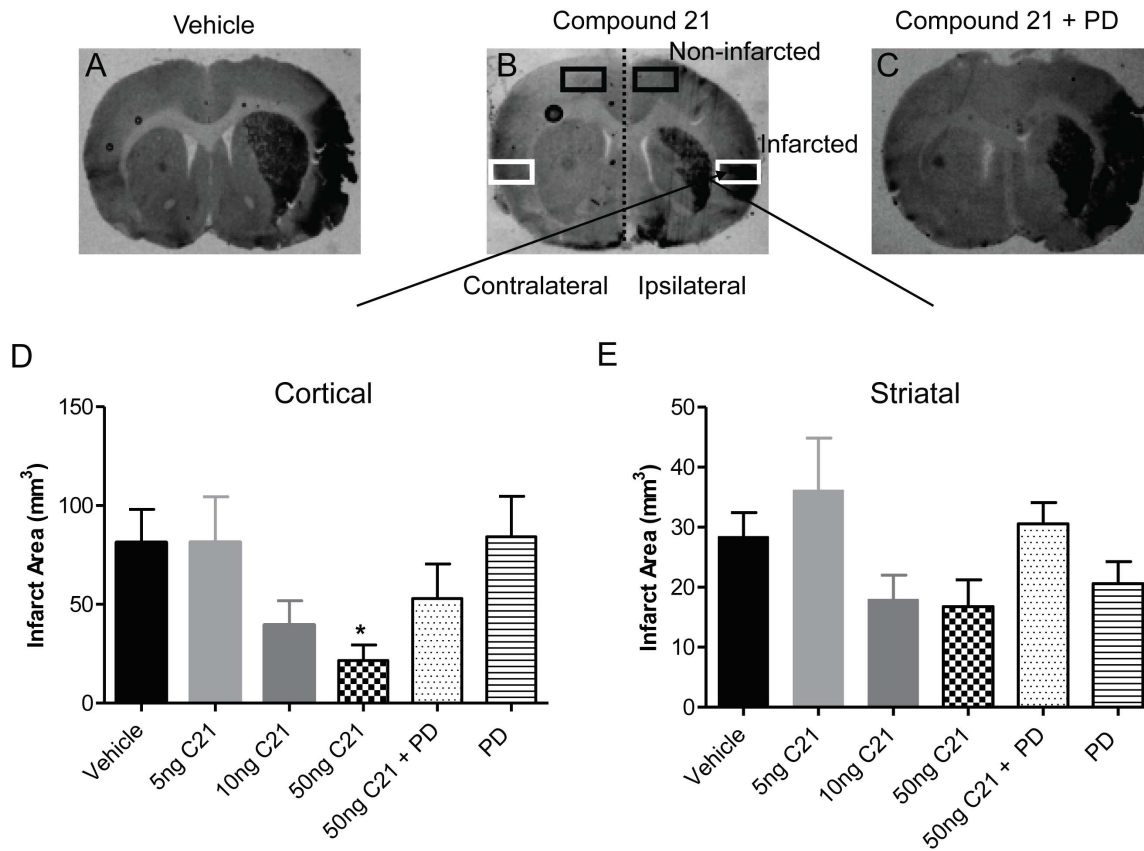 Vehicle
Compound 21
Compound 21 + PD
A
B
C
Non-infarcted
Infarcted
Contralateral
Ipsilateral
D
Cortical
Infarct Area (mm³)
150
100
50
0
*
Vehicle
5ng C21
10ng C21
50ng C21
50ng C21 + PD
PD
E
Striatal
Infarct Area (mm³)
50
40
30
20
10
0
Vehicle
5ng C21
10ng C21
50ng C21
50ng C21 + PD
PD